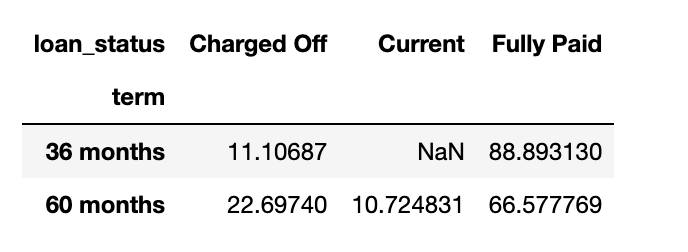 loan_status Charged Off Current Fully Paid
term
36 months 11.10687 NaN 88.893130
60 months 22.69740 10.724831 66.577769